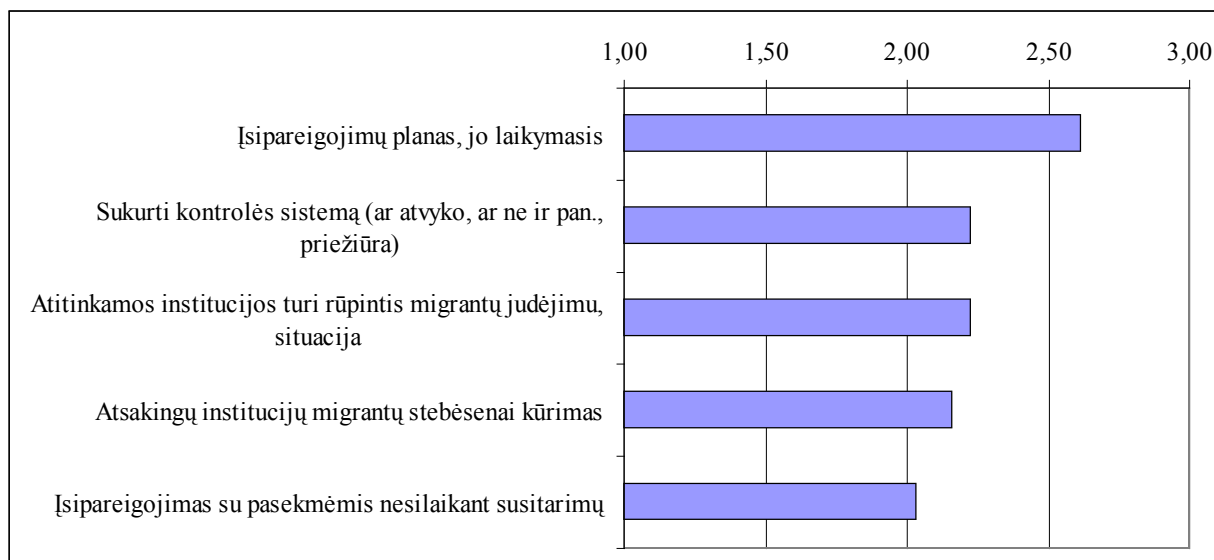 1,00 1,50 2,00 2,50 3,00
Įsipareigojimų planas, jo laikymasis
Sukurti kontrolės sistemą (ar atvyko, ar ne ir pan.,
priežiūra)
Atitinkamos institucijos turi rūpintis migrantų judėjimu,
situacija
Atsakingų institucijų migrantų stebėsenai kūrimas
Įsipareigojimas su pasekmėmis nesilaikant susitarimų